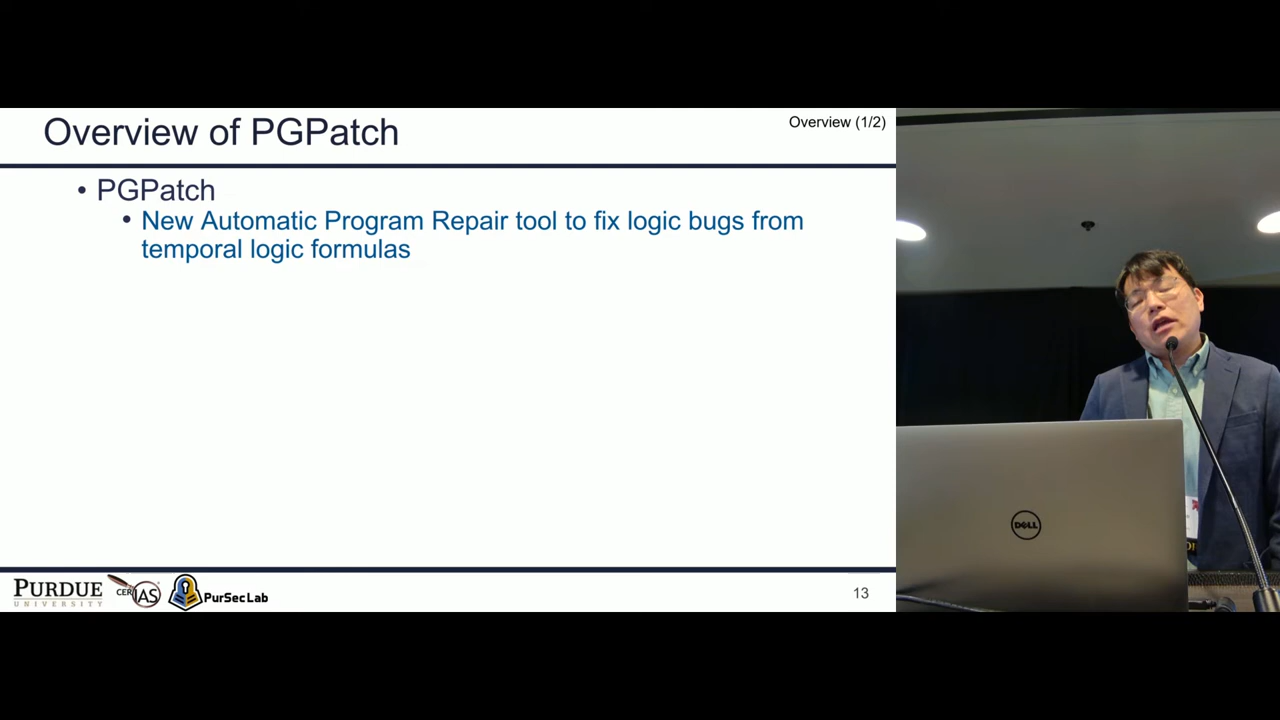 Overview of PGPatch
Overview (1/2)
• PGPatch
• New Automatic Program Repair tool to fix logic bugs from
temporal logic formulas
PURDUE
UNIVERSITY
CERIAS
PurSecLab
13
DELL